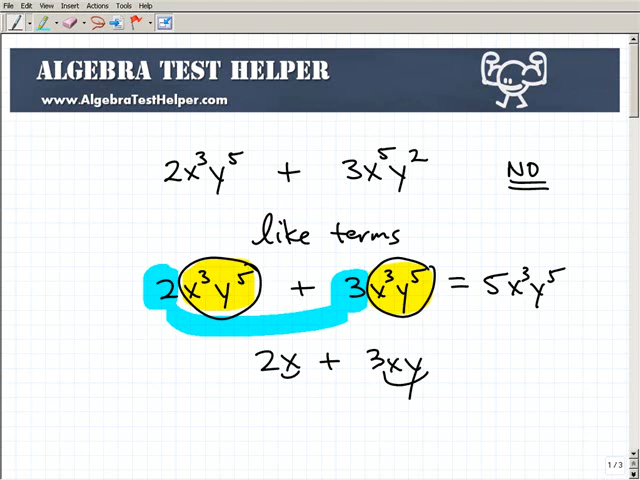 File Edit View Insert Actions Tools Help
ALGEBRA TEST HELPER
www.AlgebraTestHelper.com
2x³y⁵ + 3x⁵y² NO
like terms
2x³y⁵ + 3x³y⁵ = 5x³y⁵
2x + 3xy
1/3